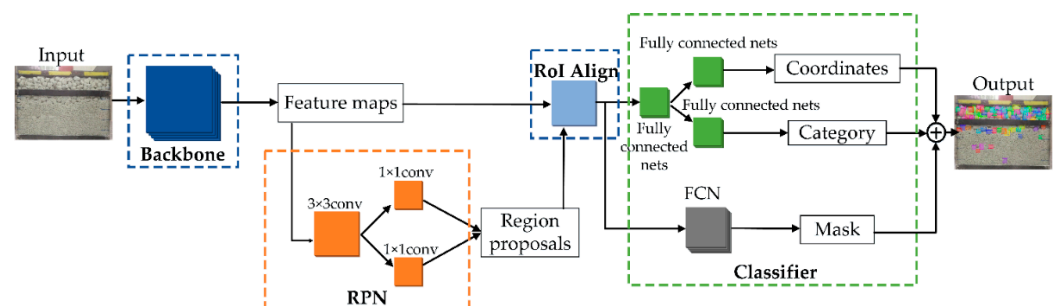 Input
Backbone
Feature maps
3×3conv
1×1conv
1×1conv
RPN
Region
proposals
RoI Align
Fully connected nets
Fully connected nets
Fully
connected
nets
Coordinates
Category
FCN
Mask
Classifier
Output